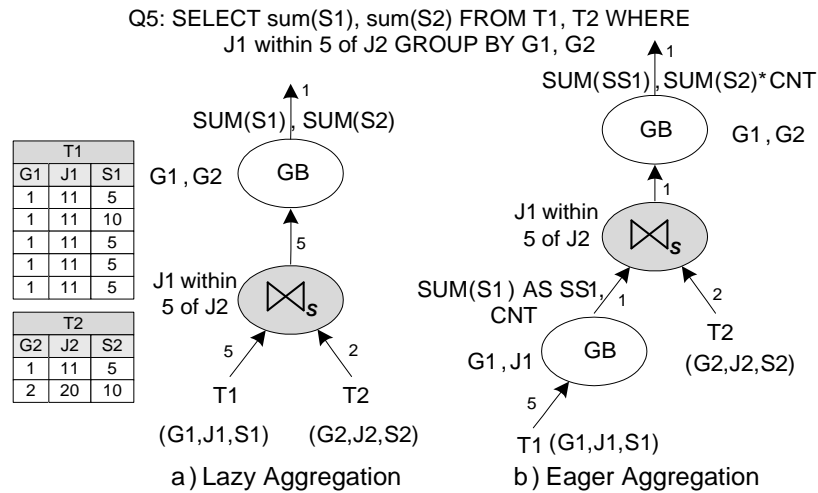 Q5: SELECT sum(S1), sum(S2) FROM T1, T2 WHERE
J1 within 5 of J2 GROUP BY G1, G2
T1
G1 J1 S1
1 11 5
1 11 10
1 11 5
1 11 5
1 11 5
T2
G2 J2 S2
1 11 5
2 20 10
1
SUM(S1), SUM(S2)
G1, G2
GB
5
J1 within
5 of J2
S
5
2
T1
T2
(G1,J1,S1)
(G2,J2,S2)
a) Lazy Aggregation
1
SUM(SS1), SUM(S2)*CNT
GB
G1, G2
1
J1 within
5 of J2
S
SUM(S1) AS SS1,
CNT
1
2
G1, J1
GB
T2
(G2,J2,S2)
5
T1 (G1,J1,S1)
b) Eager Aggregation